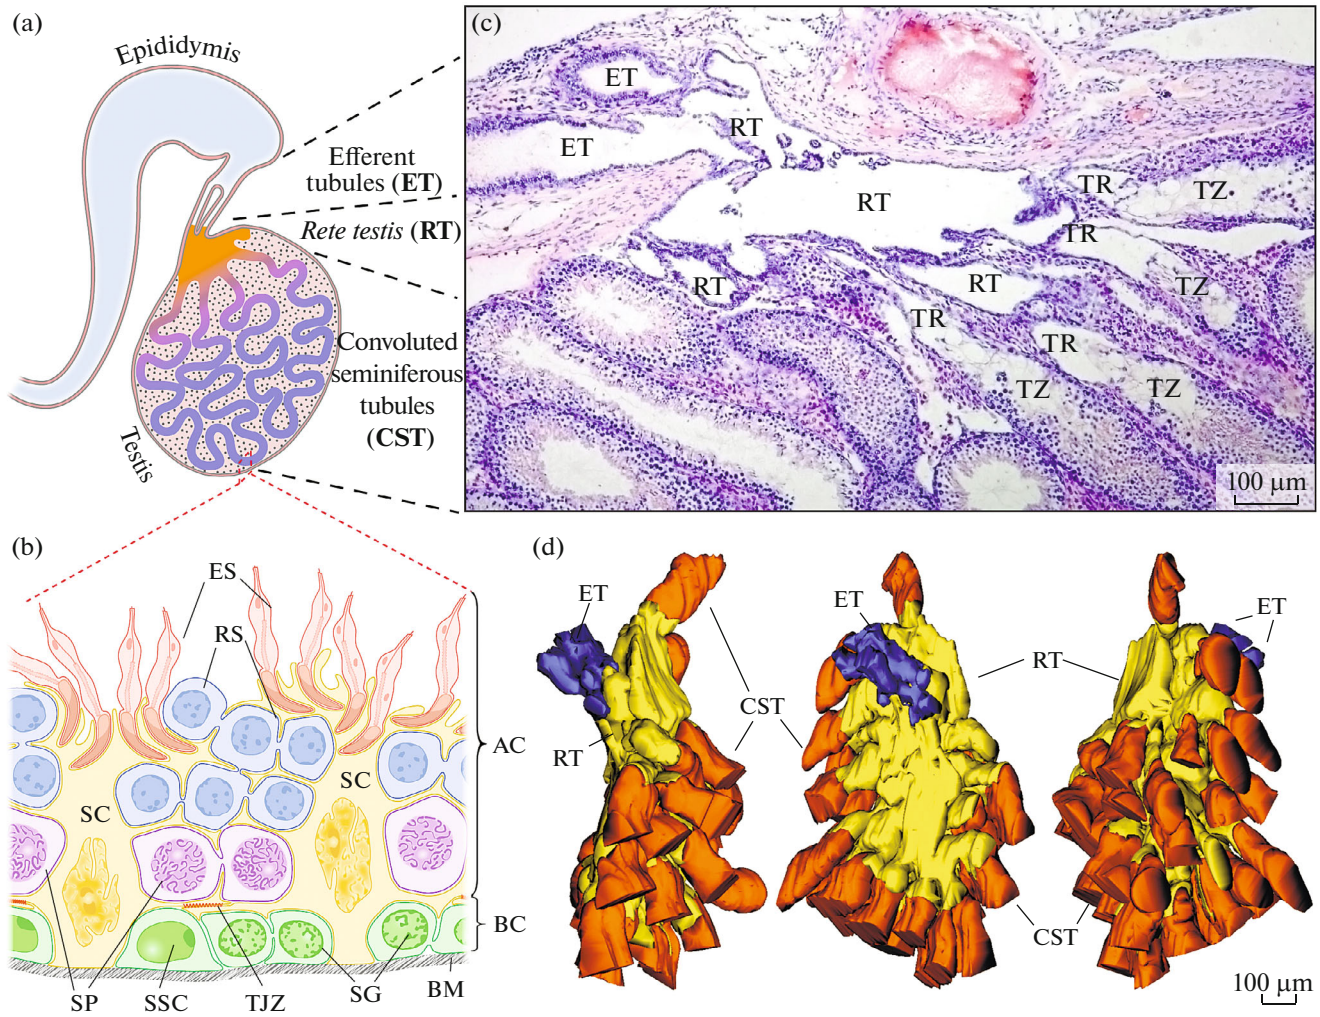 (a)
Epididymis
Efferent
tubules (ET)
Rete testis (RT)
Convoluted
seminiferous
tubules
(CST)
Testis
(c)
ET
ET
RT
RT
TR
TZ
TR
RT
RT
TZ
TR
TR
TZ
TZ
100 μm
(b)
ES
RS
AC
SC
SC
BC
SP
SSC
TJZ
SG
BM
(d)
ET
ET
ET
RT
CST
RT
CST
100 μm